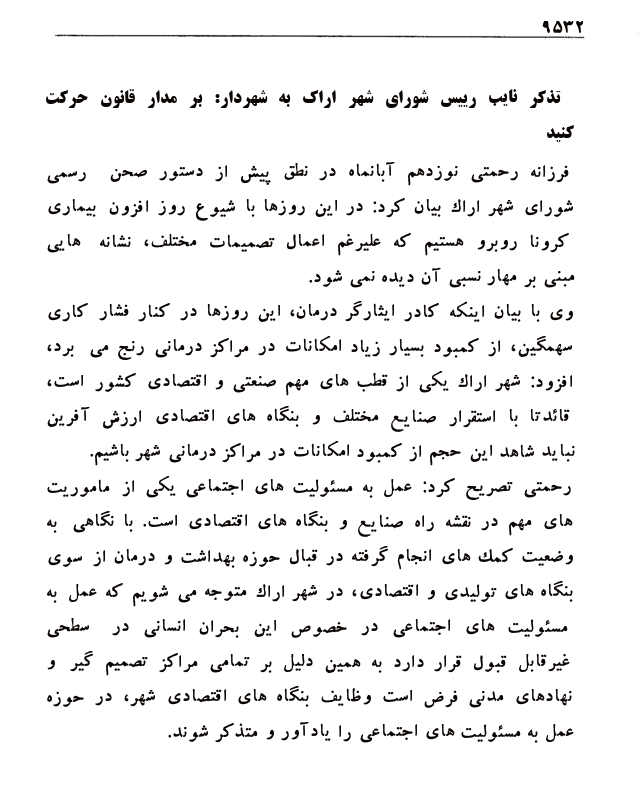 ۹۵۳۲
تذکر نایب رییس شورای شهر اراک به شهردار: بر مدار قانون حرکت
کنید
فرزانه رحمتی نوزدهم آبانماه در نطق پیش از دستور صحن رسمی
شورای شهر اراک بیان کرد: در این روزها با شیوع روز افزون بیماری
کرونا روبرو هستیم که علیرغم اعمال تصمیمات مختلف، نشانه هایی
مبنی بر مهار نسبی آن دیده نمی شود.
وی با بیان اینکه کادر ایثارگر درمان، این روزها در کنار فشار کاری
سهمگین، از کمبود بسیار زیاد امکانات در مراکز درمانی رنج می برد،
افزود: شهر اراک یکی از قطب های مهم صنعتی و اقتصادی کشور است،
قائدتا با استقرار صنایع مختلف و بنگاه های اقتصادی ارزش آفرین
نباید شاهد این حجم از کمبود امکانات در مراکز درمانی شهر باشیم.
رحمتی تصریح کرد: عمل به مسئولیت های اجتماعی یکی از ماموریت
های مهم در نقشه راه صنایع و بنگاه های اقتصادی است. با نگاهی به
وضعیت کمک های انجام گرفته در قبال حوزه بهداشت و درمان از سوی
بنگاه های تولیدی و اقتصادی، در شهر اراک متوجه می شویم که عمل به
مسئولیت های اجتماعی در خصوص این بحران انسانی در سطحی
غیرقابل قبول قرار دارد به همین دلیل بر تمامی مراکز تصمیم گیر و
نهادهای مدنی فرض است وظایف بنگاه های اقتصادی شهر، در حوزه
عمل به مسئولیت های اجتماعی را یادآور و متذکر شوند.